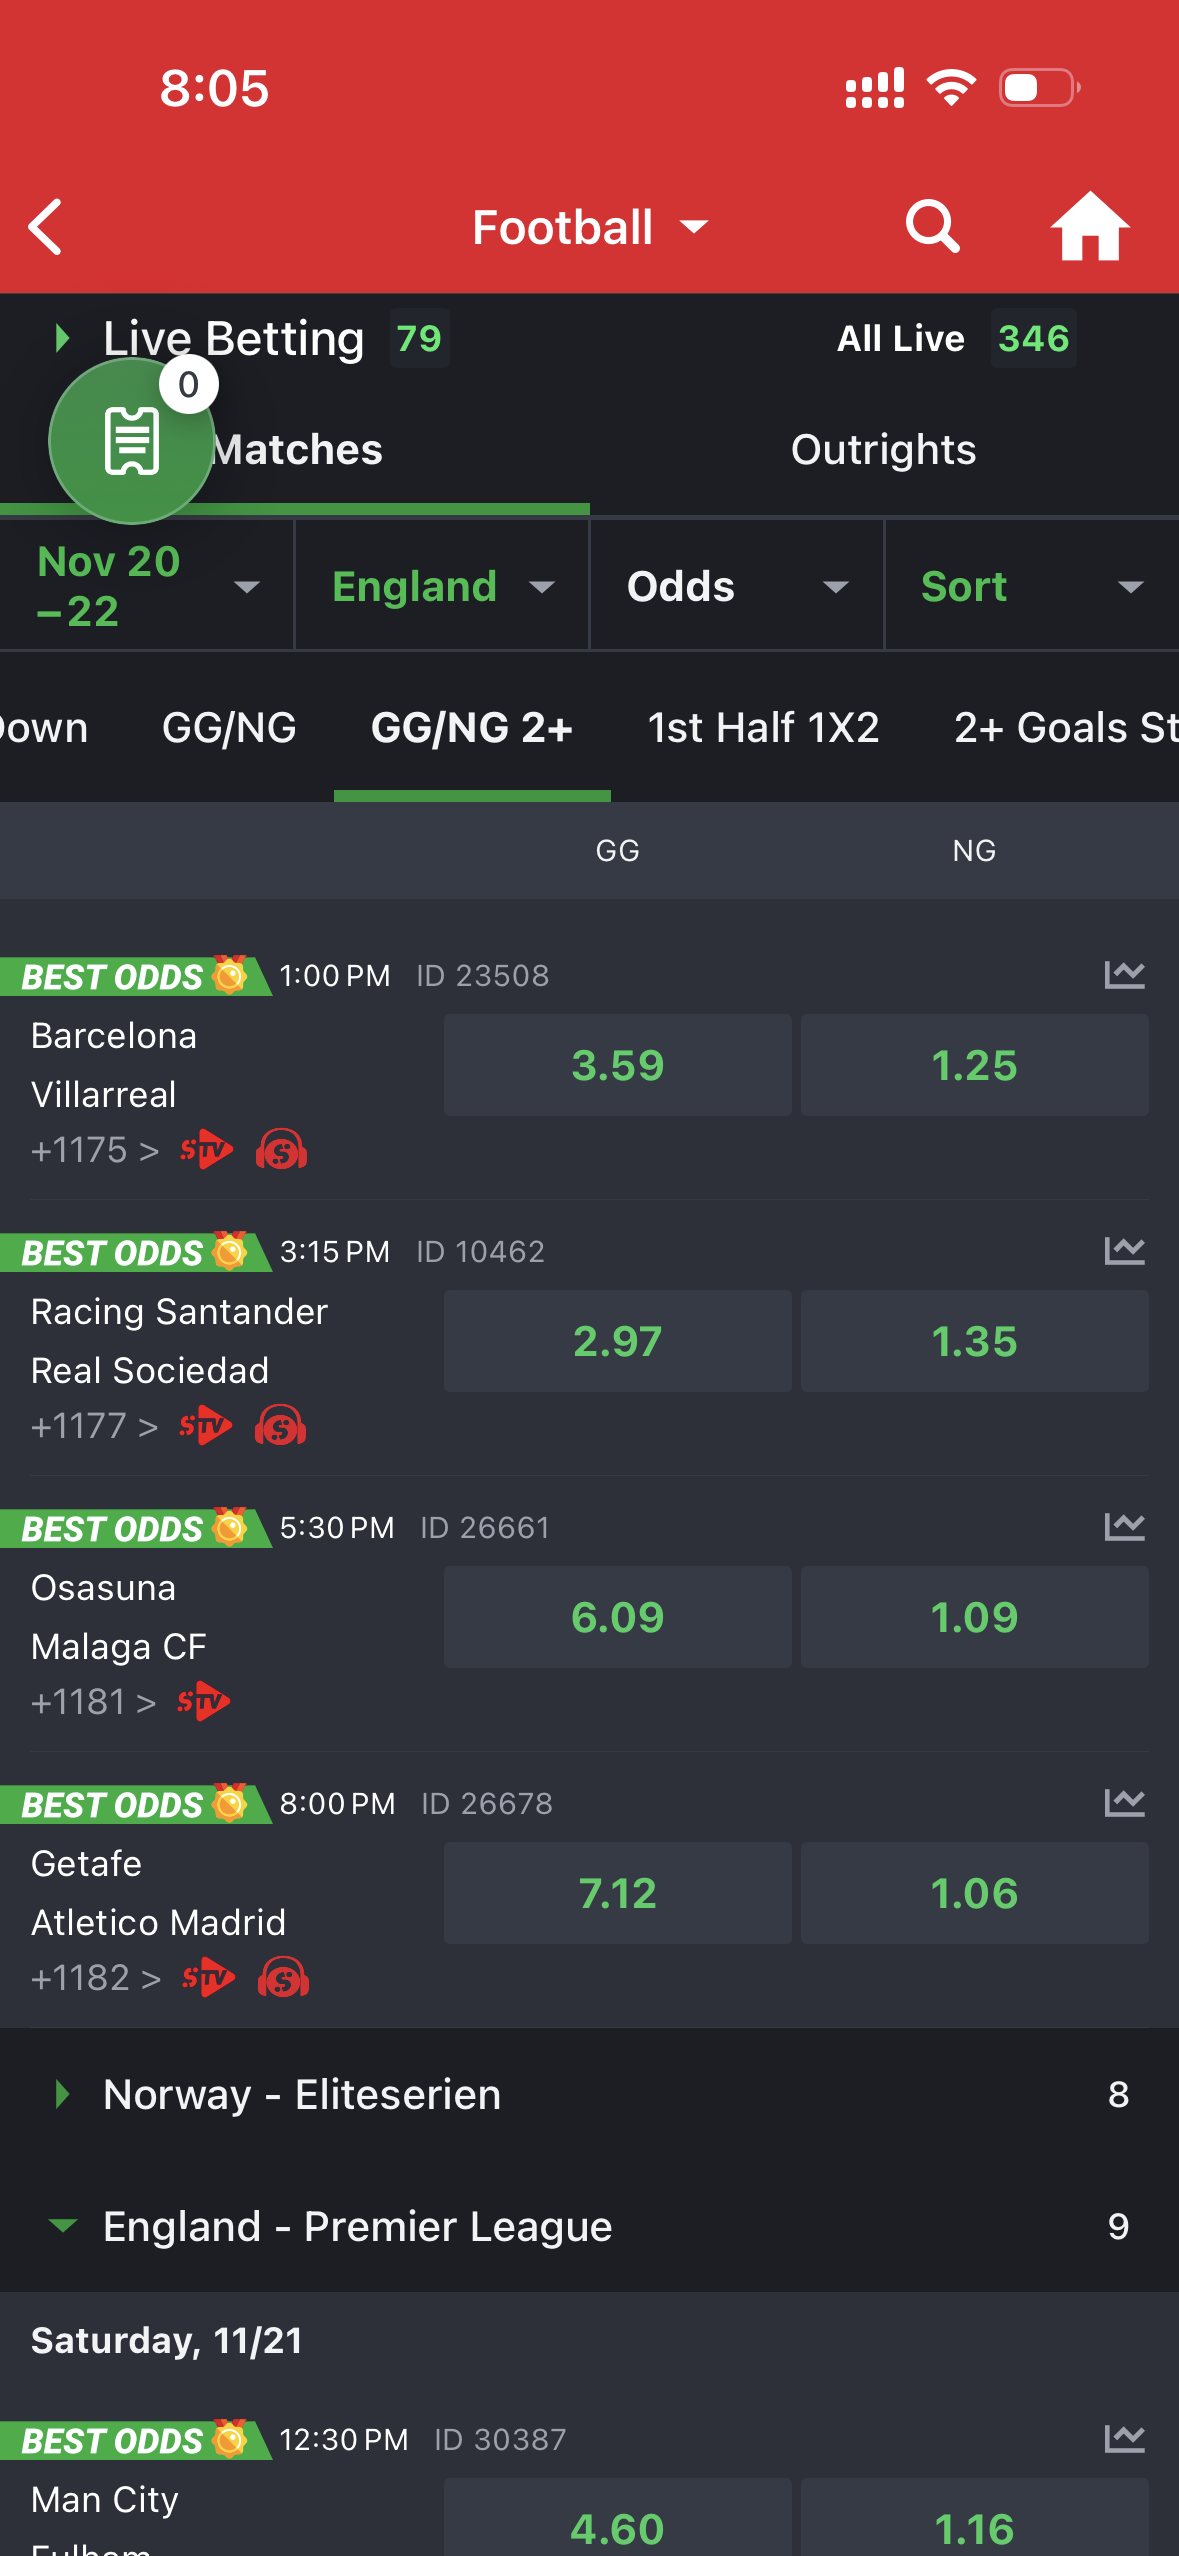 8:05
Football
Live Betting 79 All Live 346
0
Matches Outrights
Nov 20
–22
England Odds Sort
Down GG/NG GG/NG 2+ 1st Half 1X2 2+ Goals St
GG NG
BEST ODDS 1:00 PM ID 23508
Barcelona
3.59 1.25
Villarreal
+1175 > STV
BEST ODDS 3:15 PM ID 10462
Racing Santander
2.97 1.35
Real Sociedad
+1177 > STV
BEST ODDS 5:30 PM ID 26661
Osasuna
6.09 1.09
Malaga CF
+1181 > STV
BEST ODDS 8:00 PM ID 26678
Getafe
7.12 1.06
Atletico Madrid
+1182 > STV
Norway - Eliteserien 8
England - Premier League 9
Saturday, 11/21
BEST ODDS 12:30 PM ID 30387
Man City
4.60 1.16
Fulham